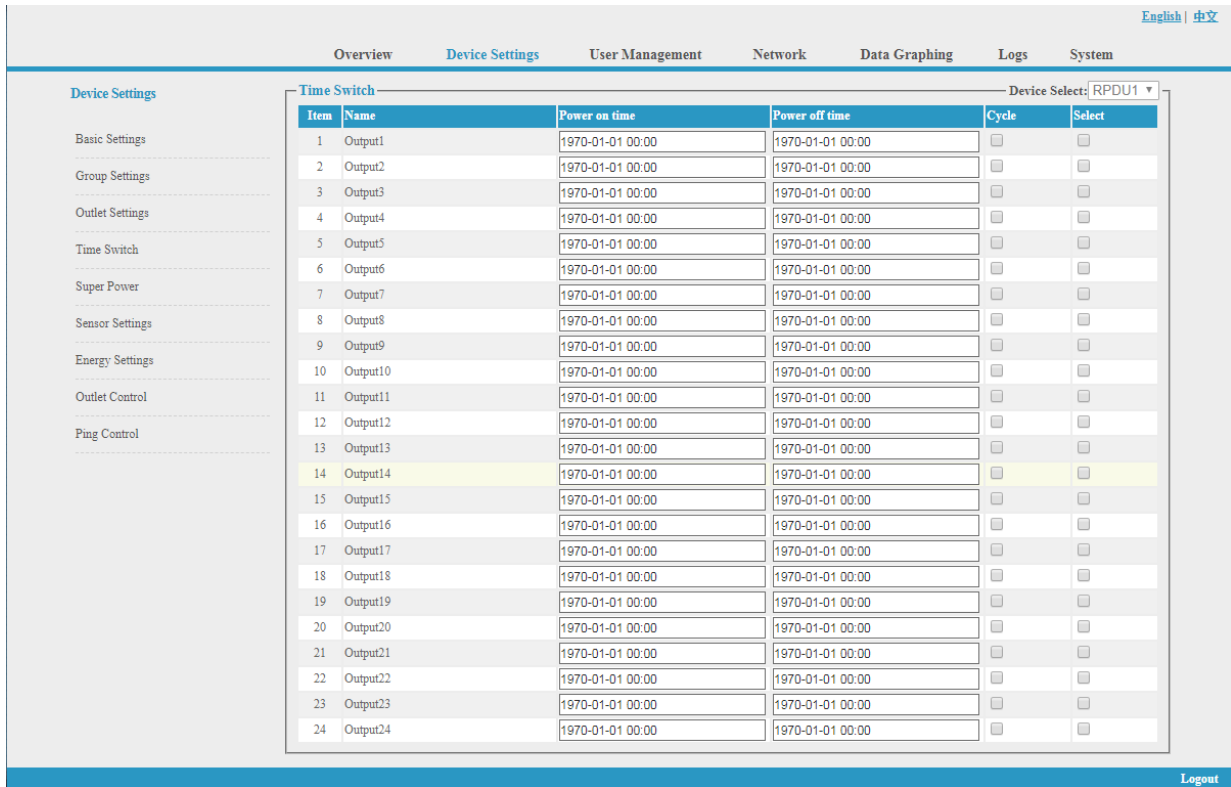 English | 中文
Overview Device Settings User Management Network Data Graphing Logs System
Device Settings
Basic Settings
Group Settings
Outlet Settings
Time Switch
Super Power
Sensor Settings
Energy Settings
Outlet Control
Ping Control
Time Switch Device Select: RPDU1
Item Name Power on time Power off time Cycle Select
1 Output1 1970-01-01 00:00 1970-01-01 00:00
2 Output2 1970-01-01 00:00 1970-01-01 00:00
3 Output3 1970-01-01 00:00 1970-01-01 00:00
4 Output4 1970-01-01 00:00 1970-01-01 00:00
5 Output5 1970-01-01 00:00 1970-01-01 00:00
6 Output6 1970-01-01 00:00 1970-01-01 00:00
7 Output7 1970-01-01 00:00 1970-01-01 00:00
8 Output8 1970-01-01 00:00 1970-01-01 00:00
9 Output9 1970-01-01 00:00 1970-01-01 00:00
10 Output10 1970-01-01 00:00 1970-01-01 00:00
11 Output11 1970-01-01 00:00 1970-01-01 00:00
12 Output12 1970-01-01 00:00 1970-01-01 00:00
13 Output13 1970-01-01 00:00 1970-01-01 00:00
14 Output14 1970-01-01 00:00 1970-01-01 00:00
15 Output15 1970-01-01 00:00 1970-01-01 00:00
16 Output16 1970-01-01 00:00 1970-01-01 00:00
17 Output17 1970-01-01 00:00 1970-01-01 00:00
18 Output18 1970-01-01 00:00 1970-01-01 00:00
19 Output19 1970-01-01 00:00 1970-01-01 00:00
20 Output20 1970-01-01 00:00 1970-01-01 00:00
21 Output21 1970-01-01 00:00 1970-01-01 00:00
22 Output22 1970-01-01 00:00 1970-01-01 00:00
23 Output23 1970-01-01 00:00 1970-01-01 00:00
24 Output24 1970-01-01 00:00 1970-01-01 00:00
Logout